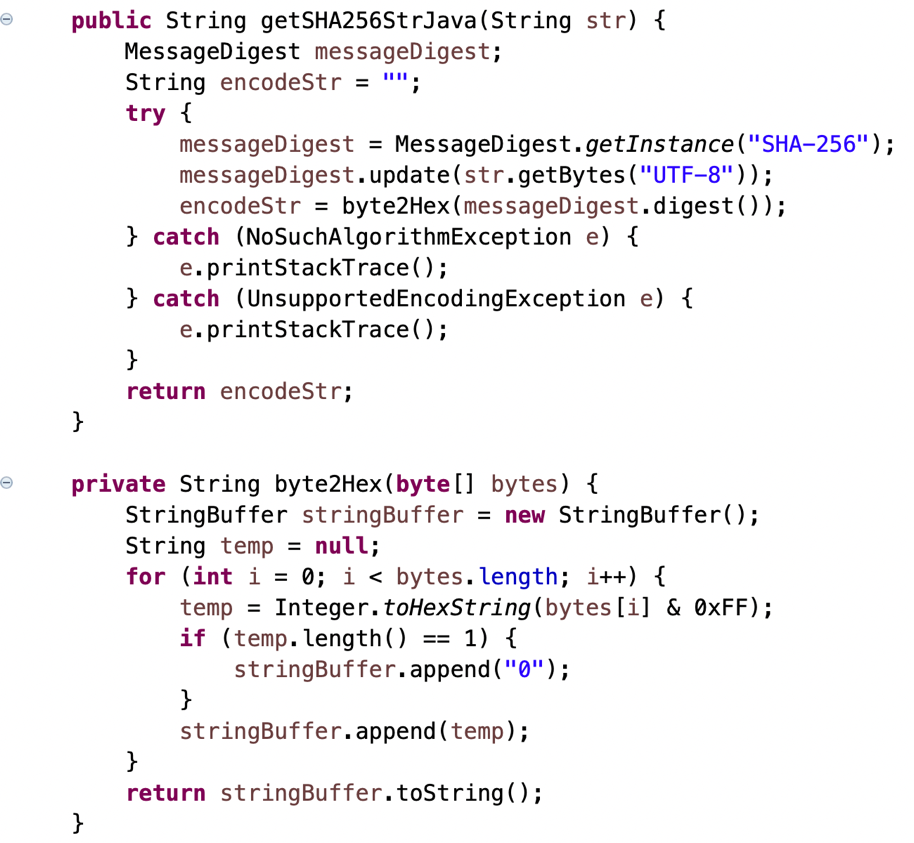 public String getSHA256StrJava(String str) {
    MessageDigest messageDigest;
    String encodeStr = "";
    try {
        messageDigest = MessageDigest.getInstance("SHA-256");
        messageDigest.update(str.getBytes("UTF-8"));
        encodeStr = byte2Hex(messageDigest.digest());
    } catch (NoSuchAlgorithmException e) {
        e.printStackTrace();
    } catch (UnsupportedEncodingException e) {
        e.printStackTrace();
    }
    return encodeStr;
}

private String byte2Hex(byte[] bytes) {
    StringBuffer stringBuffer = new StringBuffer();
    String temp = null;
    for (int i = 0; i < bytes.length; i++) {
        temp = Integer.toHexString(bytes[i] & 0xFF);
        if (temp.length() == 1) {
            stringBuffer.append("0");
        }
        stringBuffer.append(temp);
    }
    return stringBuffer.toString();
}